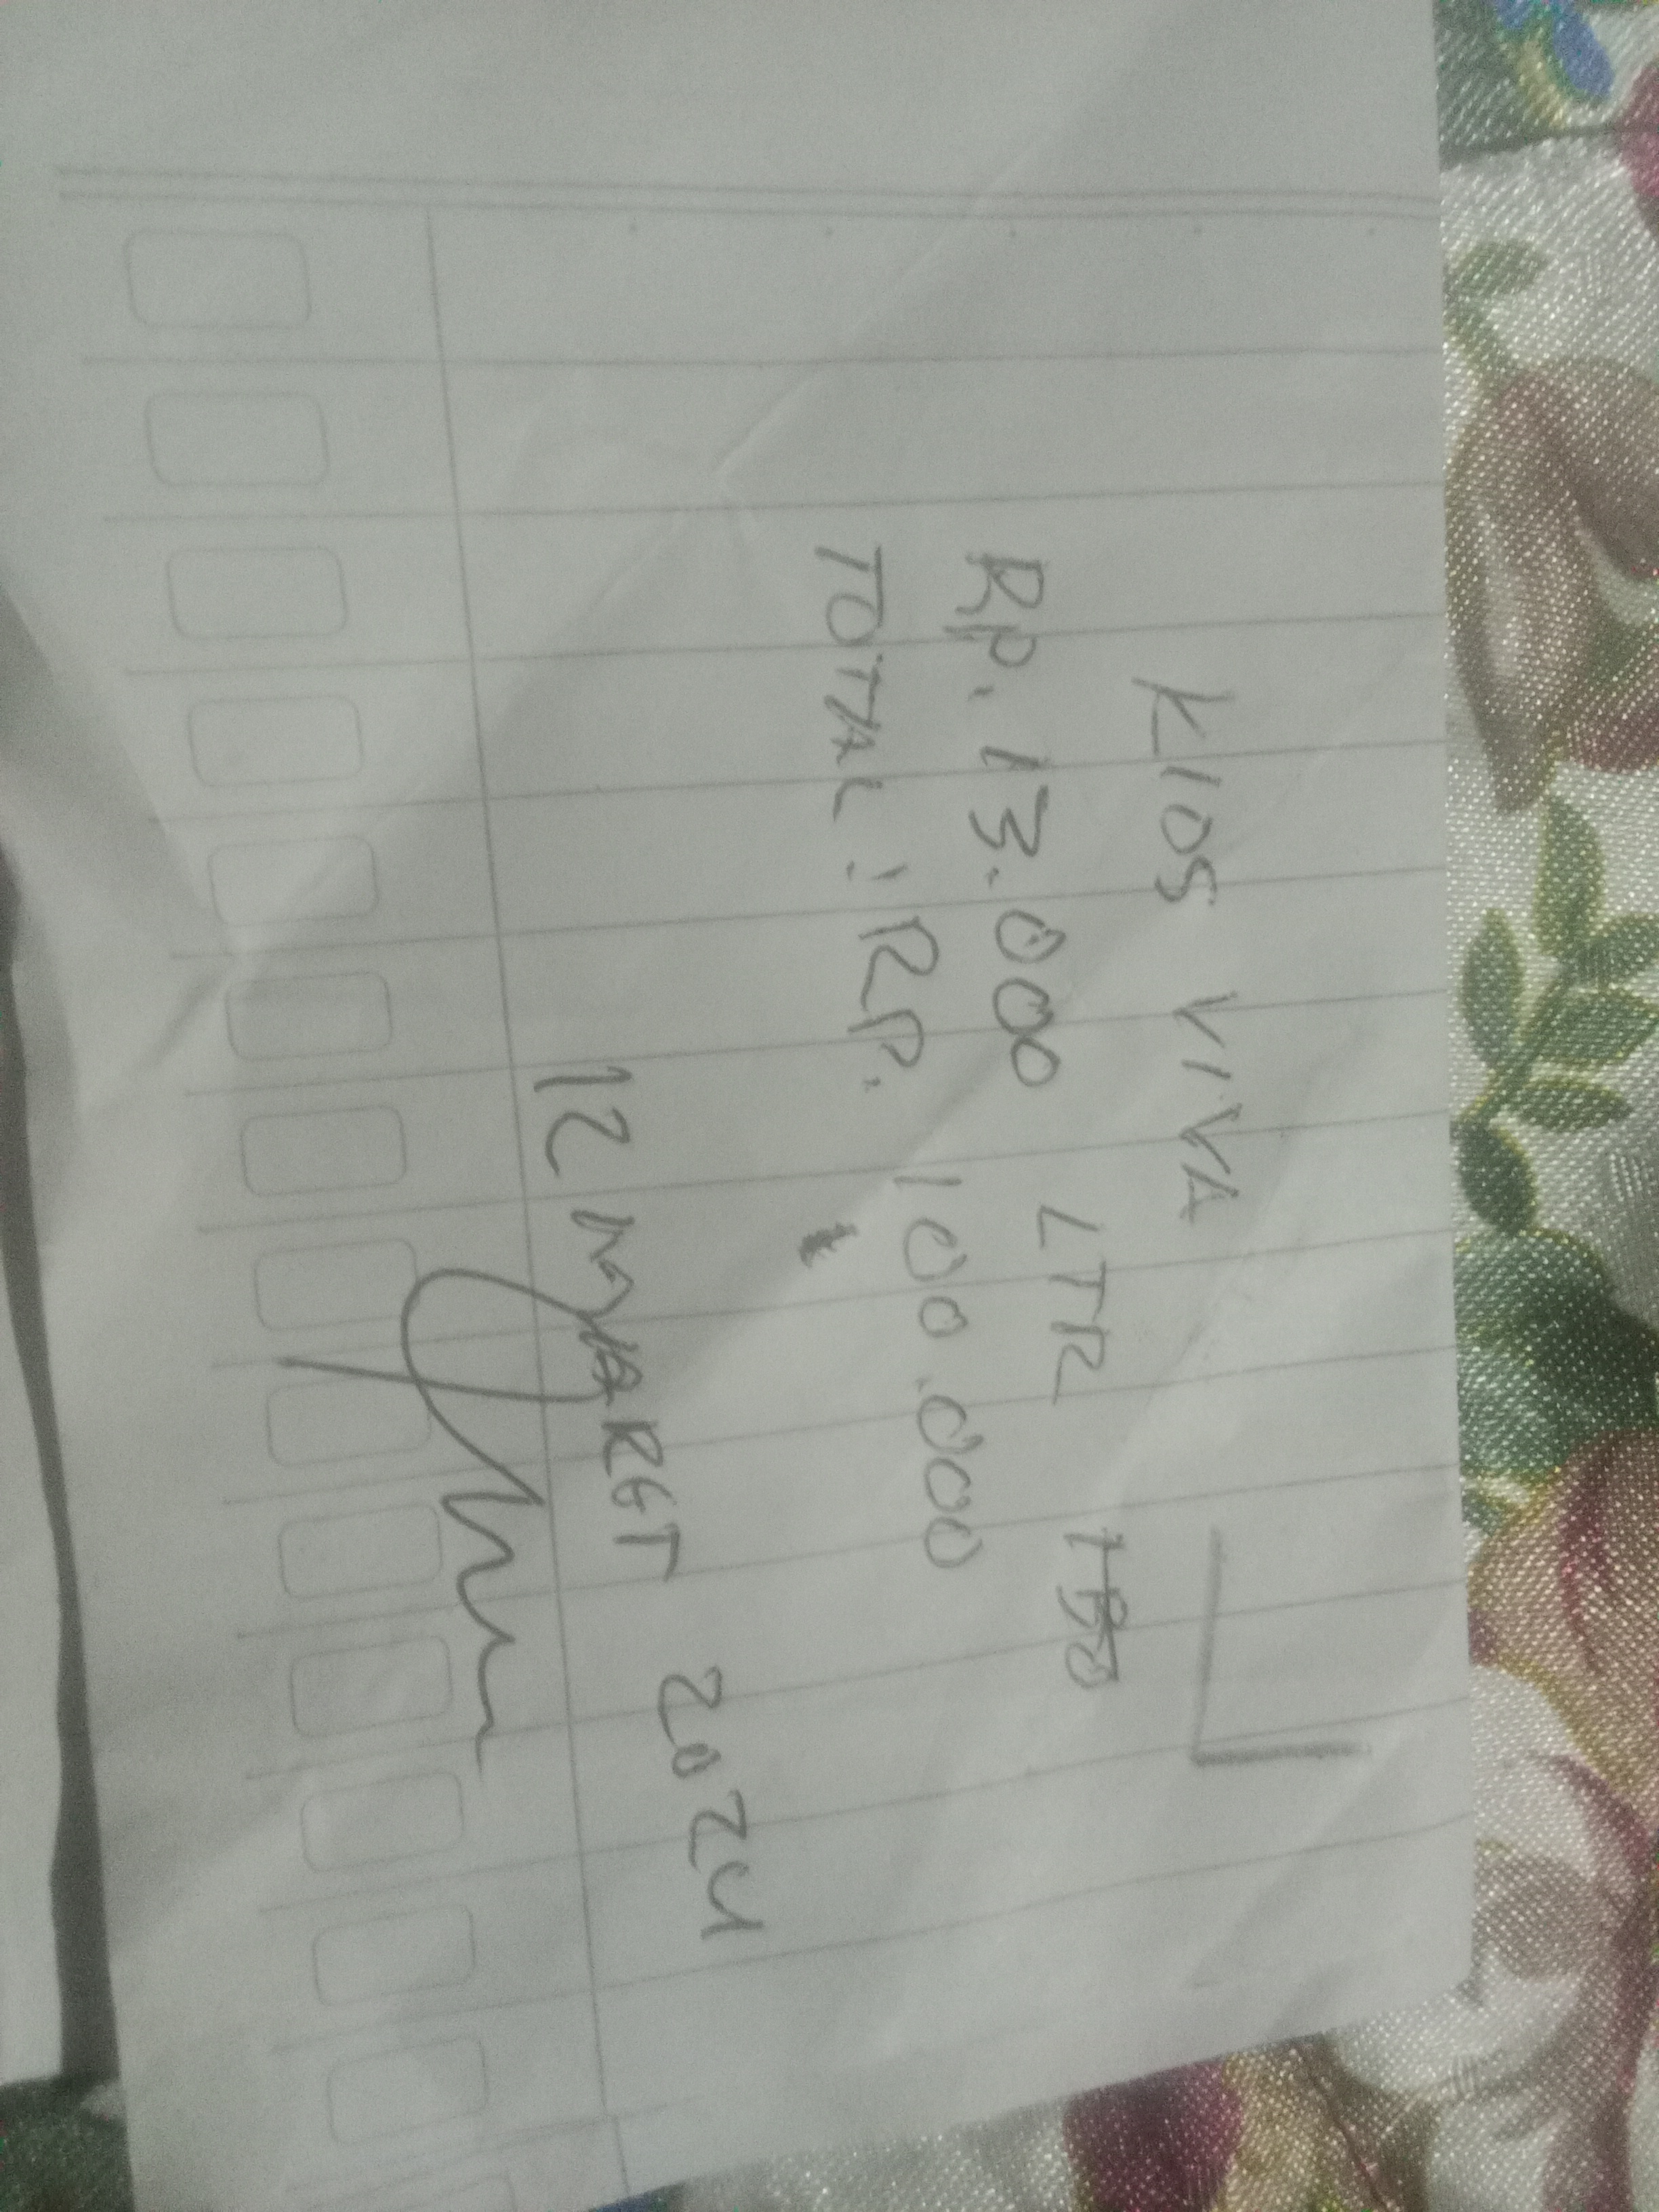 KIOS VIVA
RP. 13.000 LTR
TOTAL : RP. 100.000
12 MARET 2024